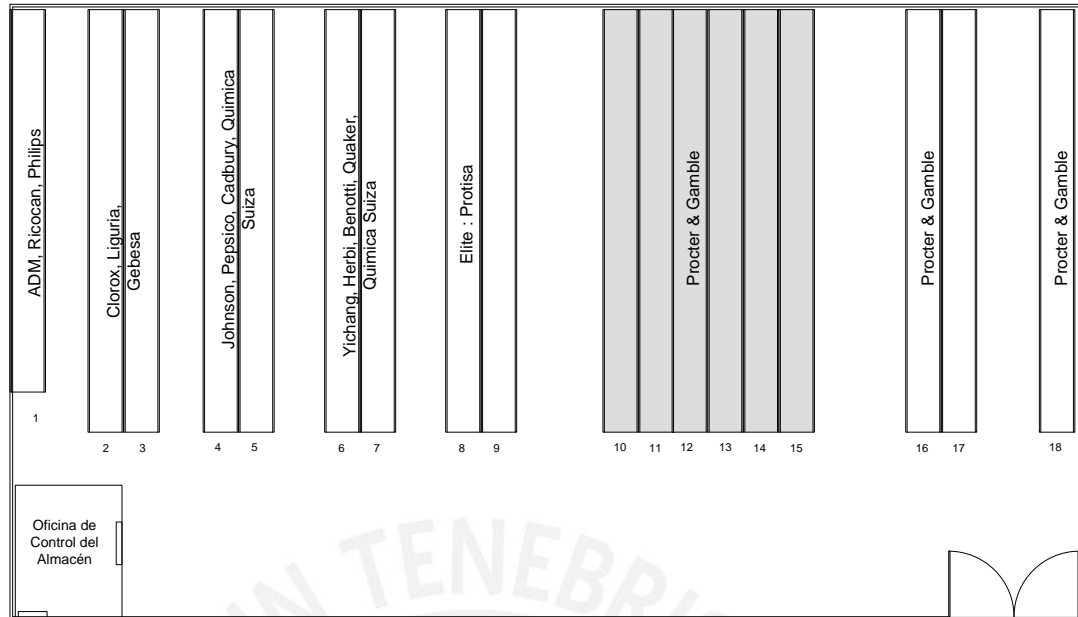 ADM, Ricocan, Philips
Clorox, Liguria,
Gebesa
Johnson, Pepsico, Cadbury, Quimica
Suiza
Yichang, Herbi, Benotti, Quaker,
Quimica Suiza
Elite : Protisa
Procter & Gamble
Procter & Gamble
Procter & Gamble
1
2 3 4 5 6 7 8 9 10 11 12 13 14 15 16 17 18
Oficina de
Control del
Almacén
IN TENEBRIS